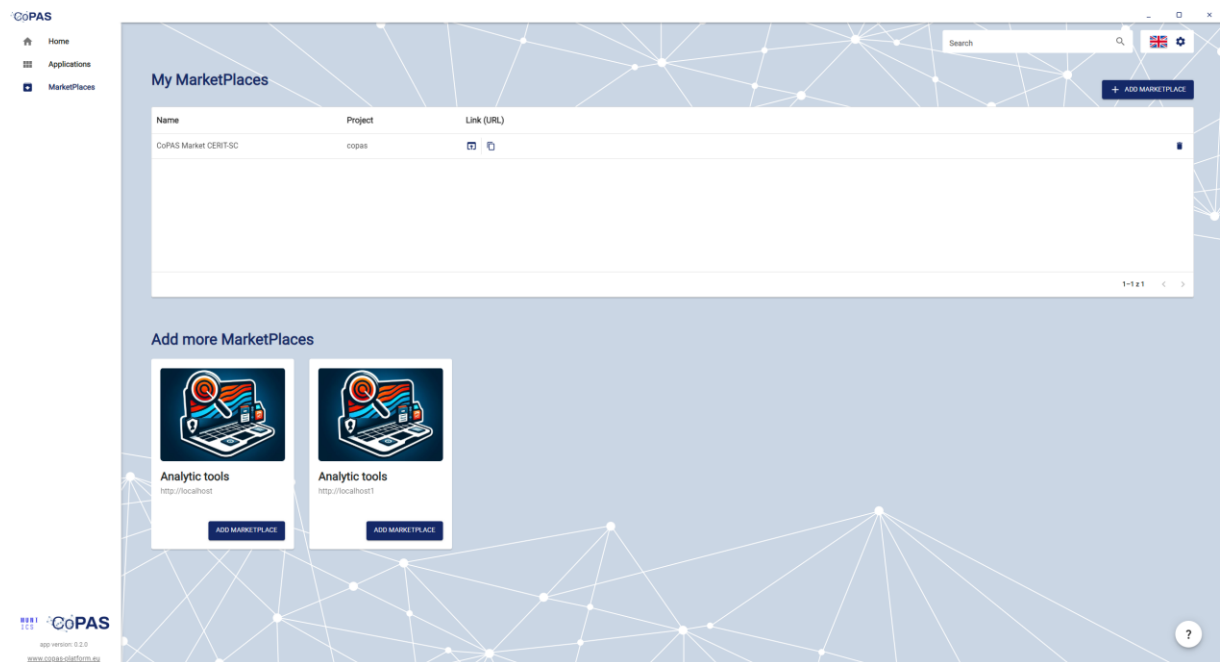 CoPAS
Home
Applications
MarketPlaces
Search
My MarketPlaces
+ ADD MARKETPLACE
Name Project Link (URL)
CoPAS Market CERIT-SC copas
1–1 z 1
Add more MarketPlaces
Analytic tools
http://localhost
ADD MARKETPLACE
Analytic tools
http://localhost1
ADD MARKETPLACE
MUNI
ICS
CoPAS
app version: 0.2.0
www.copas-platform.eu
?